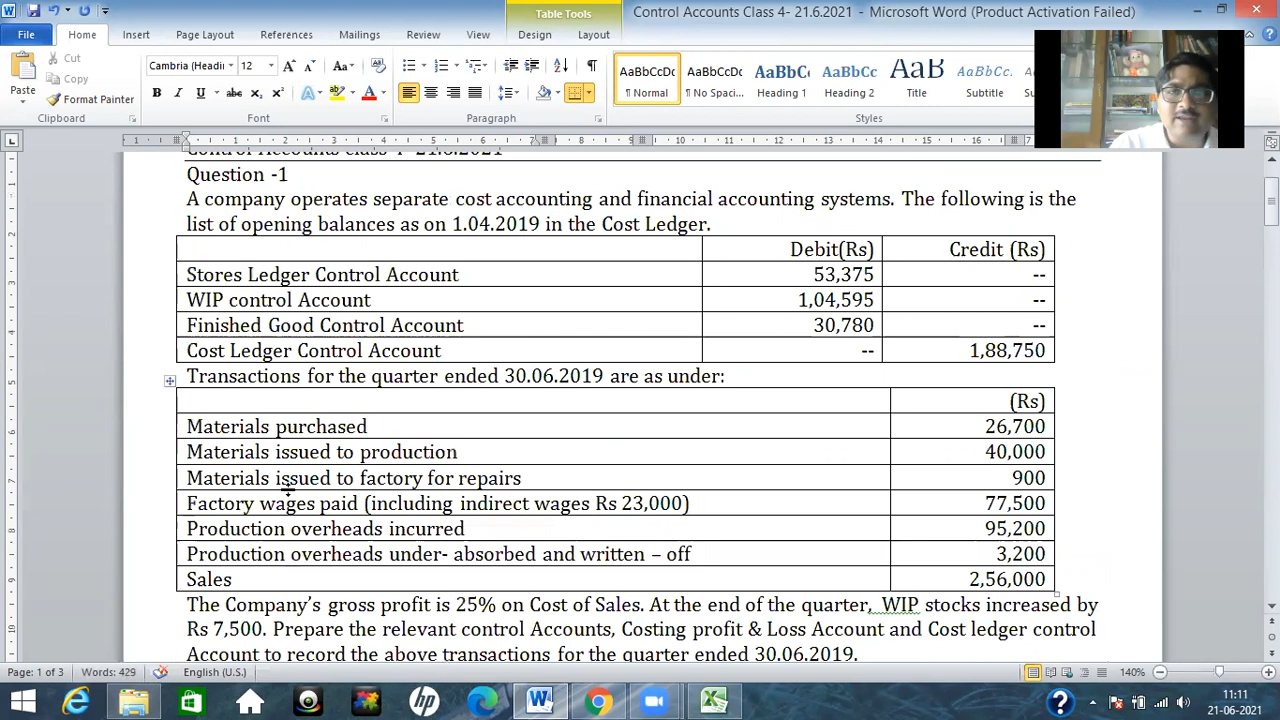 Table Tools
Control Accounts Class 4- 21.6.2021 - Microsoft Word (Product Activation Failed)
File Home Insert Page Layout References Mailings Review View Design Layout
Cut
Copy
Format Painter
Paste
Clipboard
Cambria (Headi 12
Font
Paragraph
AaBbCcDc AaBbCcDc AaBbC AaBbCc AaB AaBbCcL
¶ Normal ¶ No Spaci... Heading 1 Heading 2 Title Subtitle
Styles
Control Accounts Class 4- 21.6.2021
Question -1
A company operates separate cost accounting and financial accounting systems. The following is the
list of opening balances as on 1.04.2019 in the Cost Ledger.
Debit(Rs) Credit (Rs)
Stores Ledger Control Account 53,375 --
WIP control Account 1,04,595 --
Finished Good Control Account 30,780 --
Cost Ledger Control Account -- 1,88,750
Transactions for the quarter ended 30.06.2019 are as under:
(Rs)
Materials purchased 26,700
Materials issued to production 40,000
Materials issued to factory for repairs 900
Factory wages paid (including indirect wages Rs 23,000) 77,500
Production overheads incurred 95,200
Production overheads under- absorbed and written – off 3,200
Sales 2,56,000
The Company's gross profit is 25% on Cost of Sales. At the end of the quarter, WIP stocks increased by
Rs 7,500. Prepare the relevant control Accounts, Costing profit & Loss Account and Cost ledger control
Account to record the above transactions for the quarter ended 30.06.2019.
Page: 1 of 3 Words: 429 English (U.S.) 140%
11:11
21-06-2021